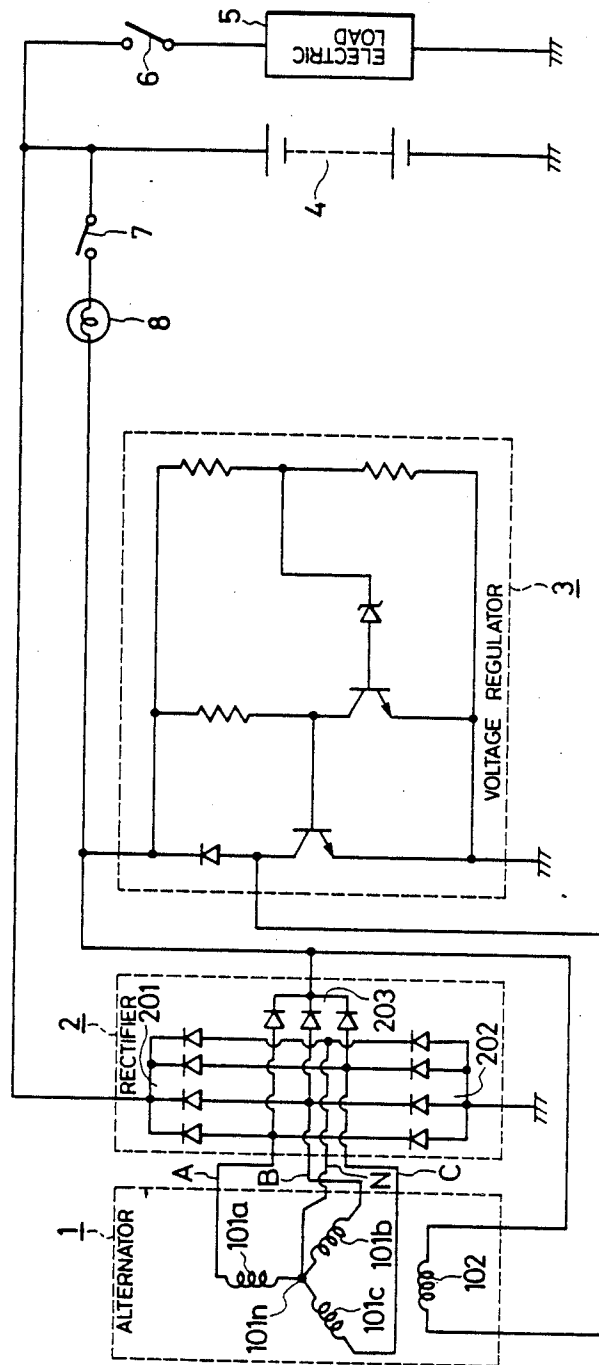 1
ALTERNATOR
101a
101n
101b
101c
102
A
B
N
C
2
RECTIFIER
201
203
202
VOLTAGE REGULATOR
3
8
7
4
6
5
ELECTRIC
LOAD